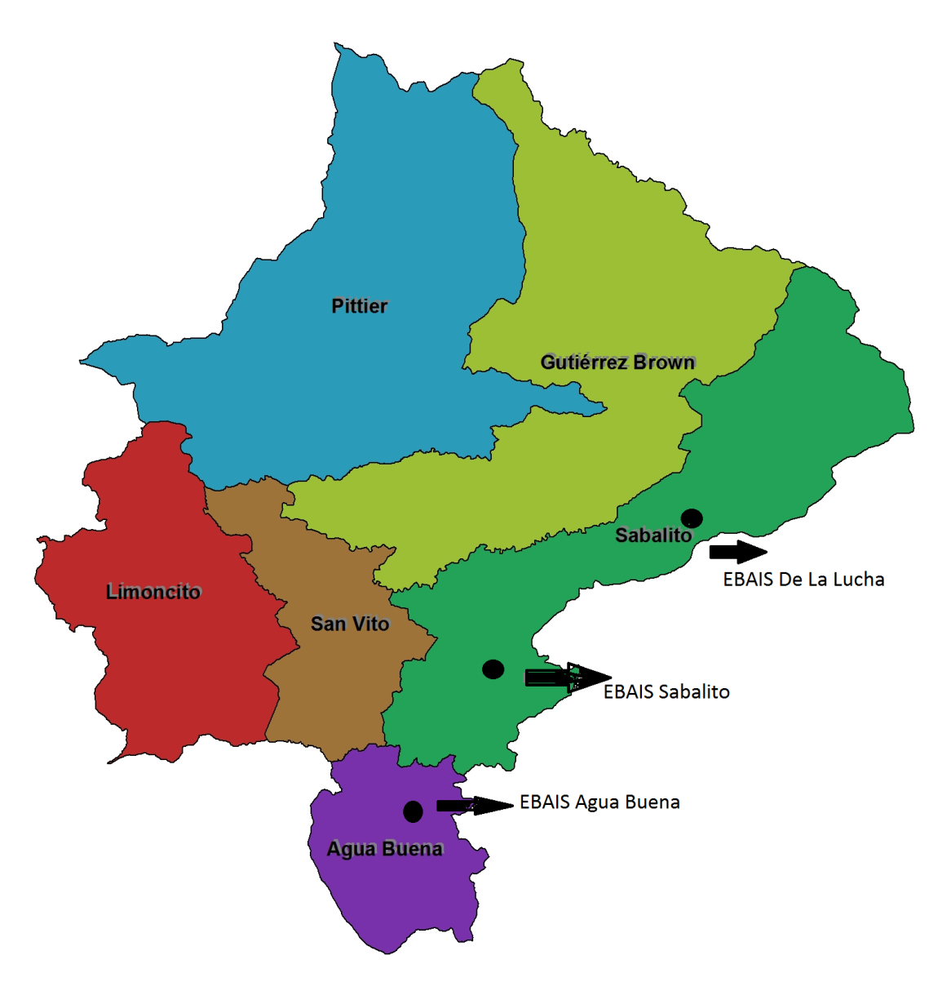 Pittier
Gutiérrez Brown
Sabalito
EBAIS De La Lucha
Limoncito
San Vito
EBAIS Sabalito
EBAIS Agua Buena
Agua Buena